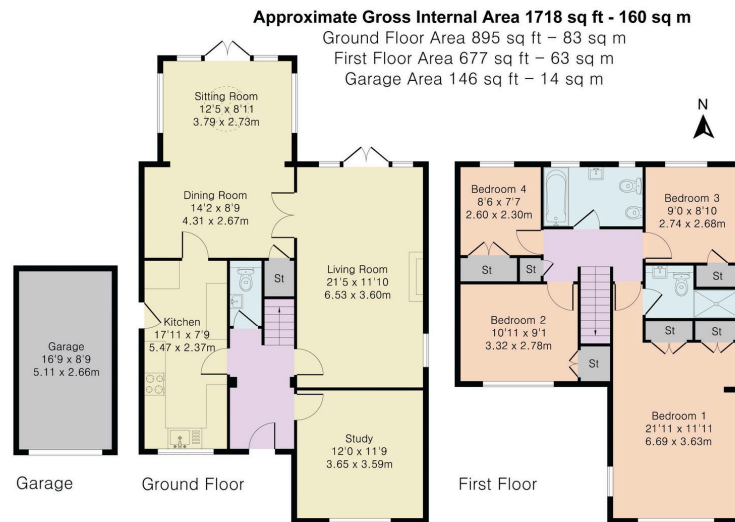 Approximate Gross Internal Area 1718 sq ft - 160 sq m
Ground Floor Area 895 sq ft – 83 sq m
First Floor Area 677 sq ft – 63 sq m
Garage Area 146 sq ft – 14 sq m
N
Sitting Room
12'5 x 8'11
3.79 x 2.73m
Dining Room
14'2 x 8'9
4.31 x 2.67m
St
Living Room
21'5 x 11'10
6.53 x 3.60m
Kitchen
17'11 x 7'9
5.47 x 2.37m
Study
12'0 x 11'9
3.65 x 3.59m
Garage
16'9 x 8'9
5.11 x 2.66m
Garage
Ground Floor
Bedroom 4
8'6 x 7'7
2.60 x 2.30m
Bedroom 3
9'0 x 8'10
2.74 x 2.68m
St
St
St
Bedroom 2
10'11 x 9'1
3.32 x 2.78m
St
St
St
Bedroom 1
21'11 x 11'11
6.69 x 3.63m
First Floor